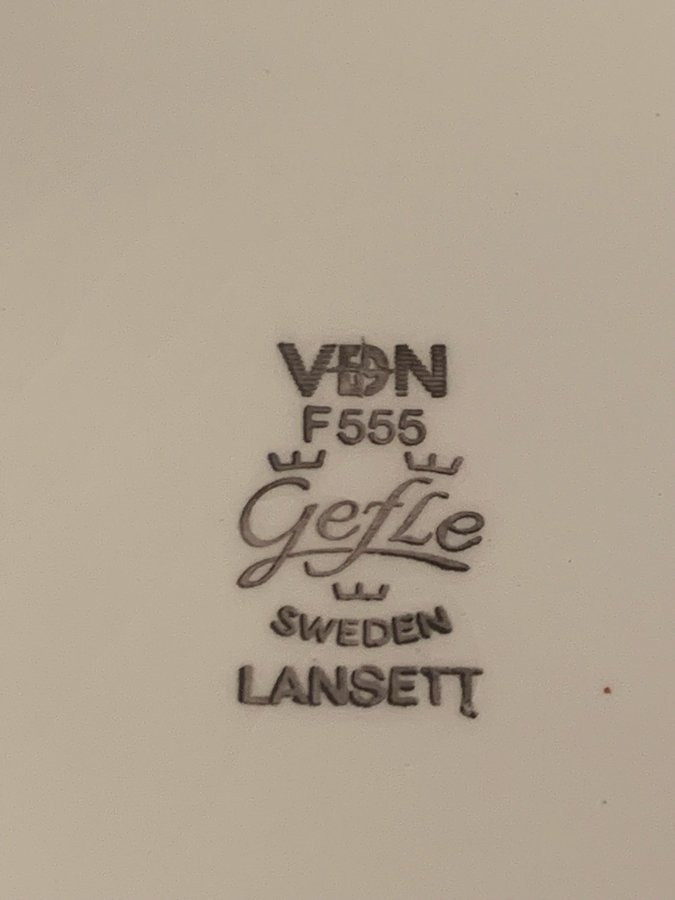 VDN
F555
Gefle
SWEDEN
LANSETT